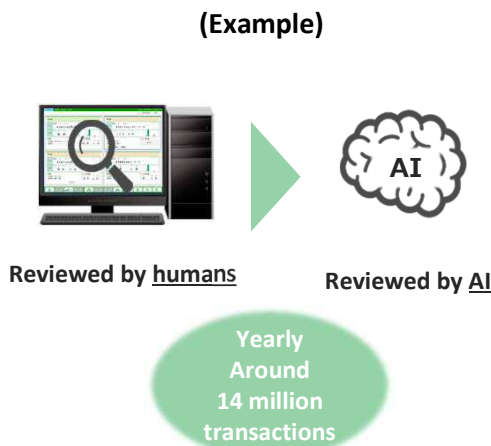 (Example)
AI
Reviewed by humans
Reviewed by AI
Yearly
Around
14 million
transactions